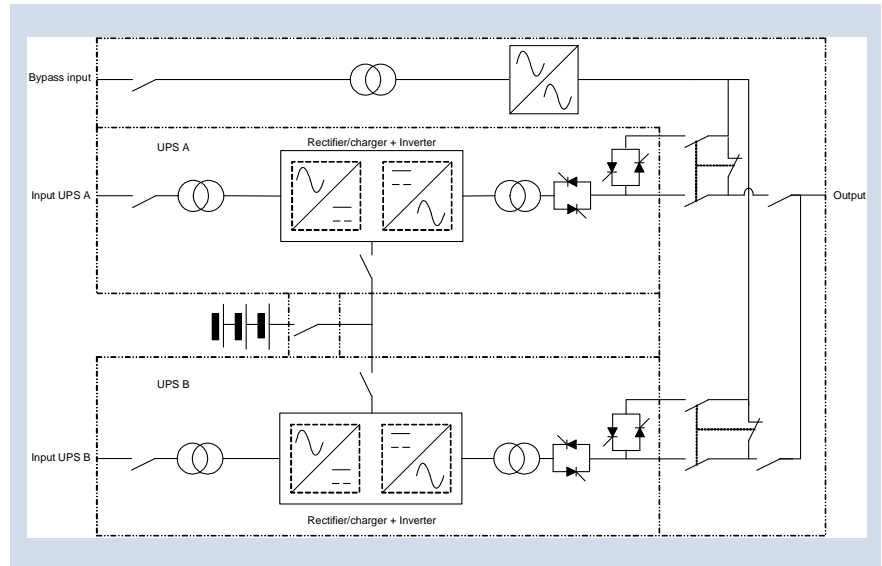 Bypass input
UPS A
Rectifier/charger + Inverter
Input UPS A
Output
UPS B
Input UPS B
Rectifier/charger + Inverter